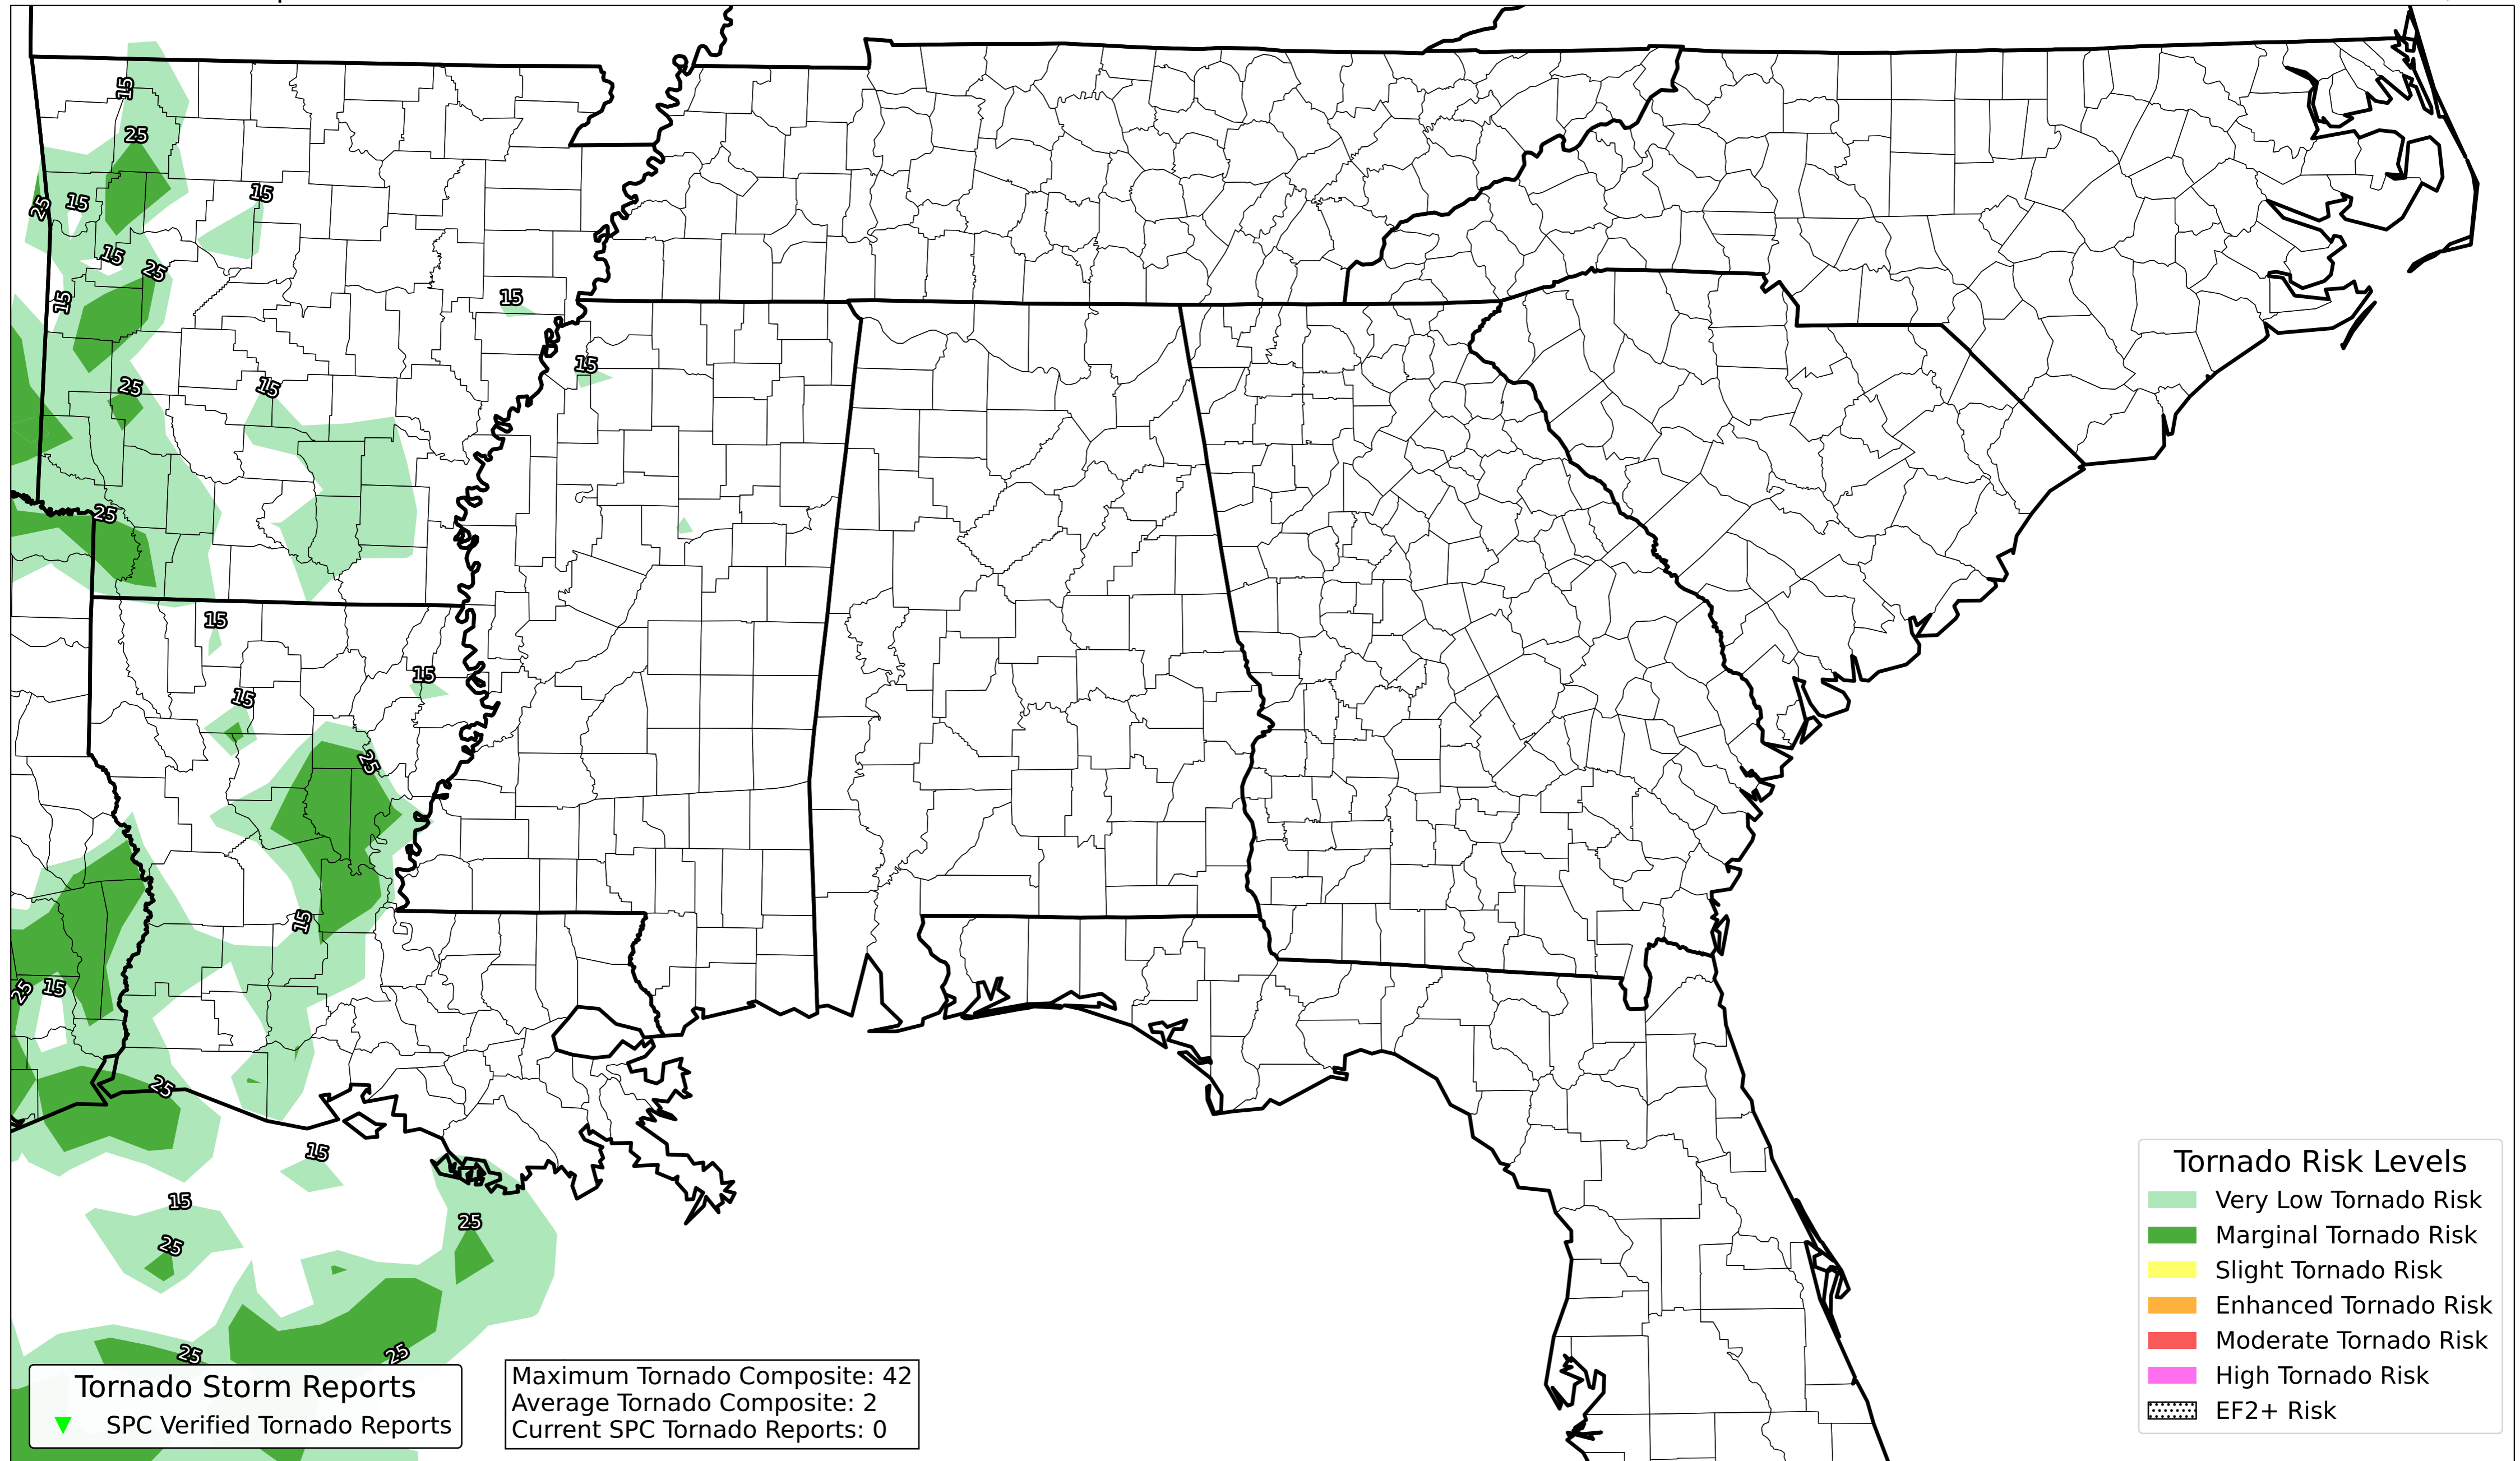 15
25
15
25
15
15
25
15
15
15
25
15
25
15
15
15
25
15
15
25
25
15
15
25
25
25
25
Tornado Storm Reports
SPC Verified Tornado Reports
Maximum Tornado Composite: 42
Average Tornado Composite: 2
Current SPC Tornado Reports: 0
Tornado Risk Levels
Very Low Tornado Risk
Marginal Tornado Risk
Slight Tornado Risk
Enhanced Tornado Risk
Moderate Tornado Risk
High Tornado Risk
EF2+ Risk